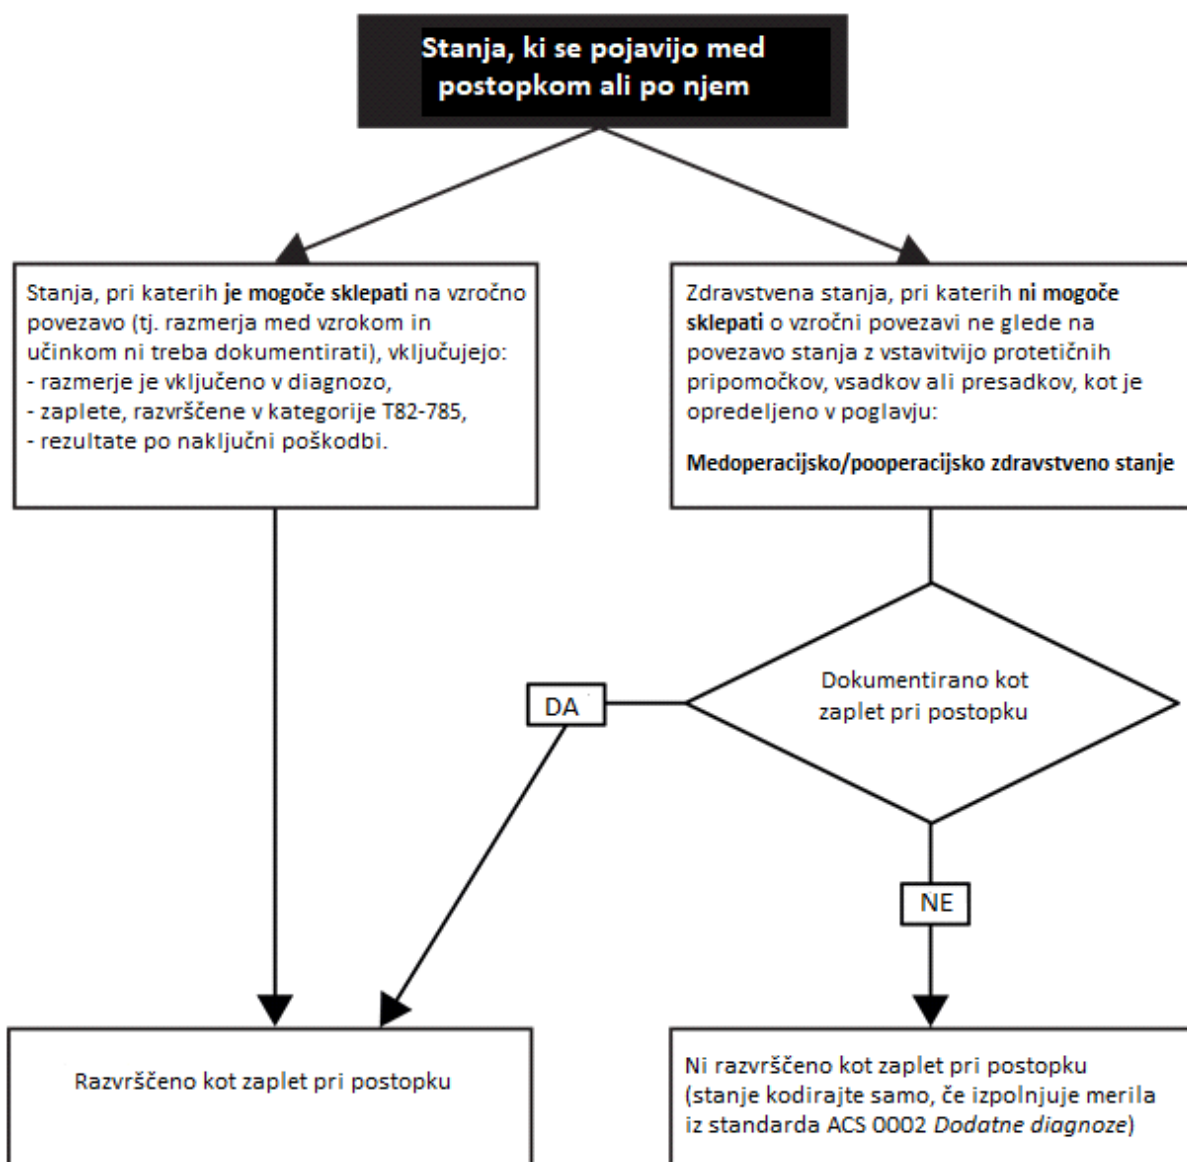 Stanja, ki se pojavijo med
postopkom ali po njem
Stanja, pri katerih je mogoče sklepati na vzročno
povezavo (tj. razmerja med vzrokom in
učinkom ni treba dokumentirati), vključujejo:
- razmerje je vključeno v diagnozo,
- zaplete, razvrščene v kategorije T82-785,
- rezultate po naključni poškodbi.
Zdravstvena stanja, pri katerih ni mogoče
sklepati o vzročni povezavi ne glede na
povezavo stanja z vstavitvijo protetičnih
pripomočkov, vsadkov ali presadkov, kot je
opredeljeno v poglavju:
Medoperacijsko/pooperacijsko zdravstveno stanje
Dokumentirano kot
zaplet pri postopku
DA
NE
Razvrščeno kot zaplet pri postopku
Ni razvrščeno kot zaplet pri postopku
(stanje kodirajte samo, če izpolnjuje merila
iz standarda ACS 0002 Dodatne diagnoze)